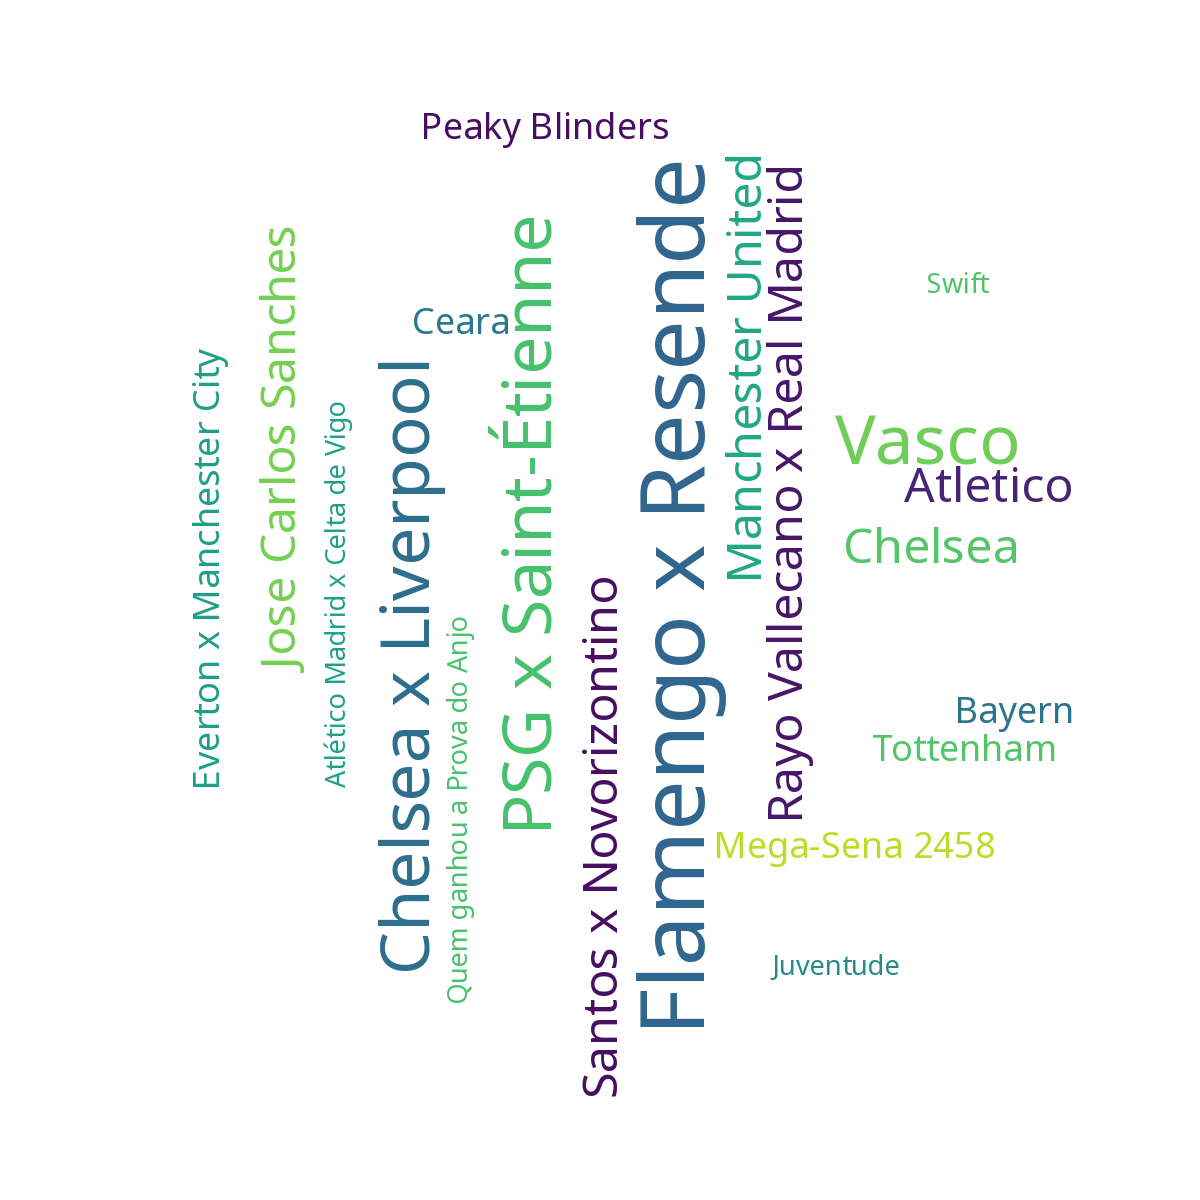 Peaky Blinders
Everton x Manchester City
Jose Carlos Sanches
Atlético Madrid x Celta de Vigo
Ceara
Chelsea x Liverpool
Quem ganhou a Prova do Anjo
PSG x Saint-Étienne
Santos x Novorizontino
Flamengo x Resende
Manchester United
Rayo Vallecano x Real Madrid
Swift
Vasco
Atletico
Chelsea
Bayern
Tottenham
Mega-Sena 2458
Juventude